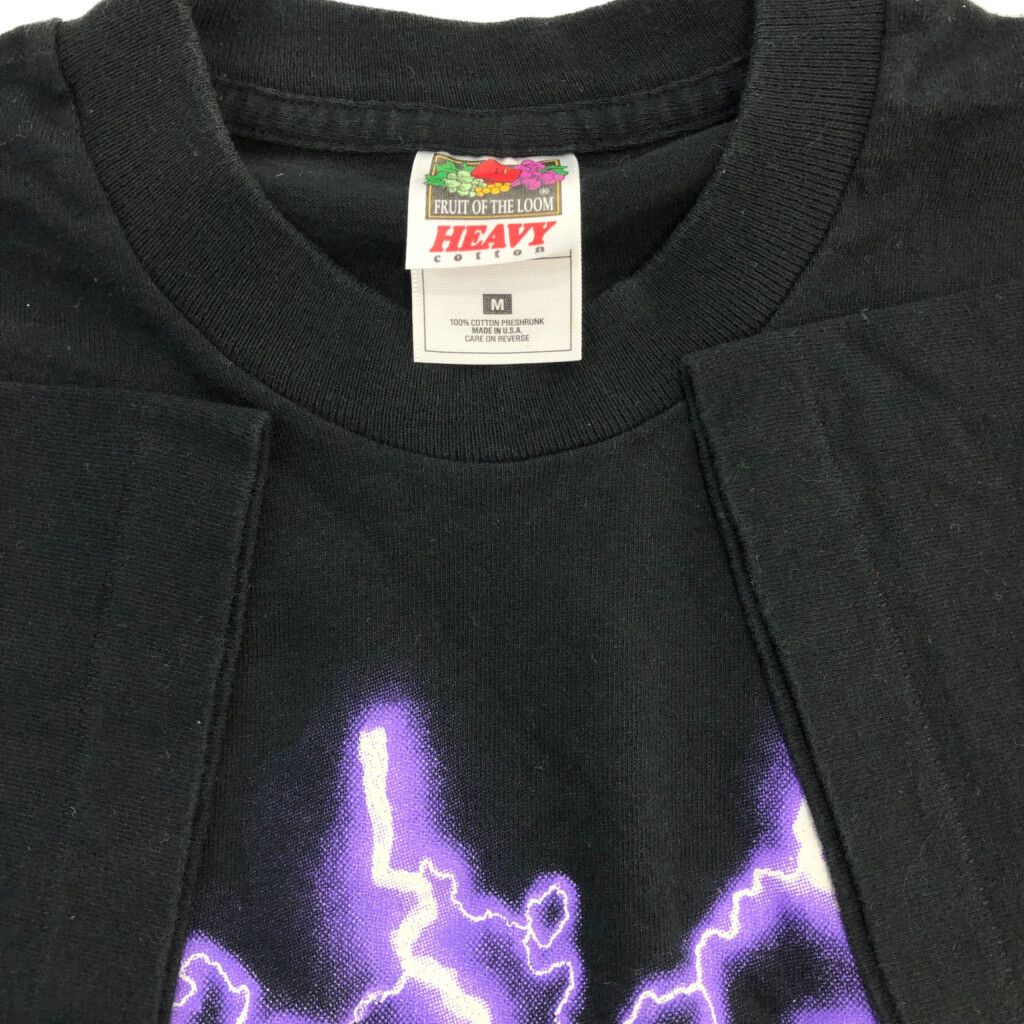 FRUIT OF THE LOOM
®
HEAVY
cotton
M
100% COTTON PRESHRUNK
MADE IN U.S.A.
CARE ON REVERSE